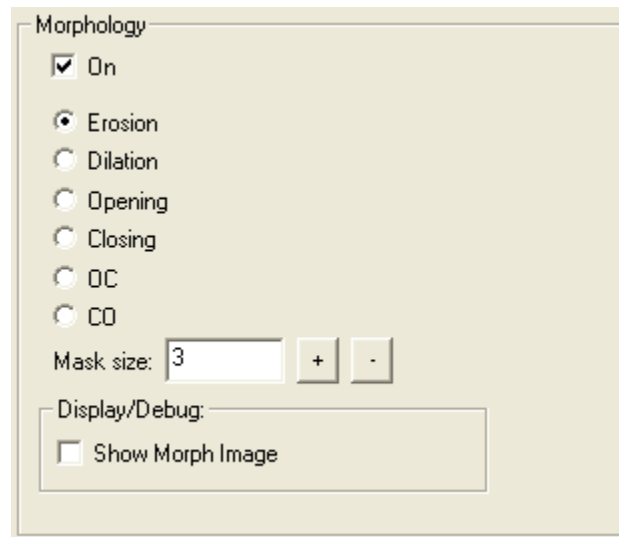 Morphology
On
Erosion
Dilation
Opening
Closing
OC
CO
Mask size: 3 + -
Display/Debug:
Show Morph Image